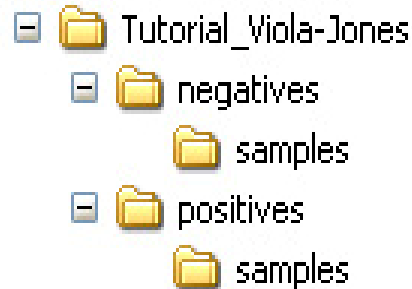 Tutorial_Viola-Jones
negatives
samples
positives
samples